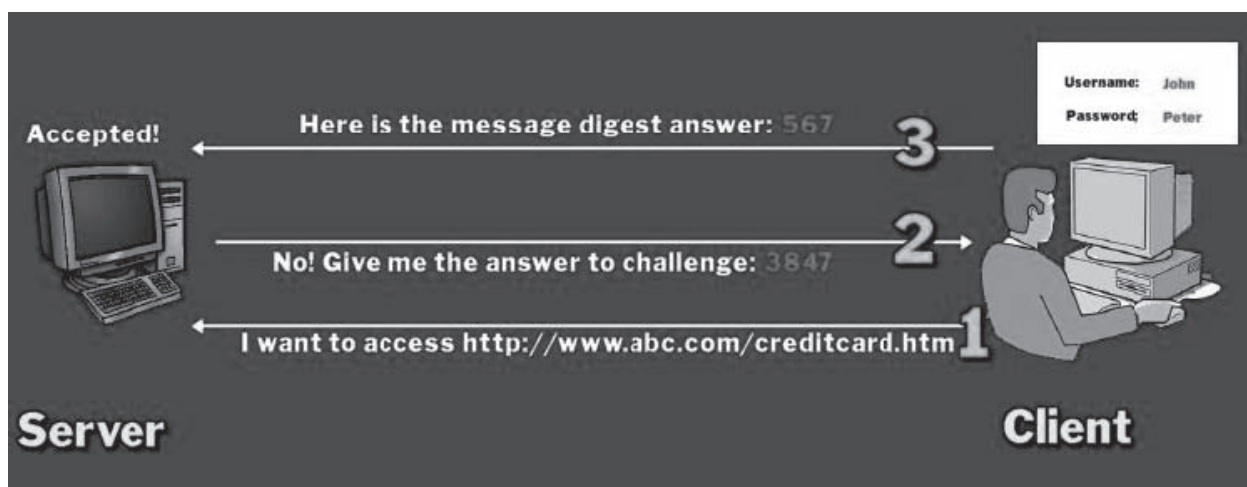 Username: John
Password; Peter
Accepted!
Here is the message digest answer: 567
3
2
No! Give me the answer to challenge: 3847
1
I want to access http://www.abc.com/creditcard.htm
Server
Client